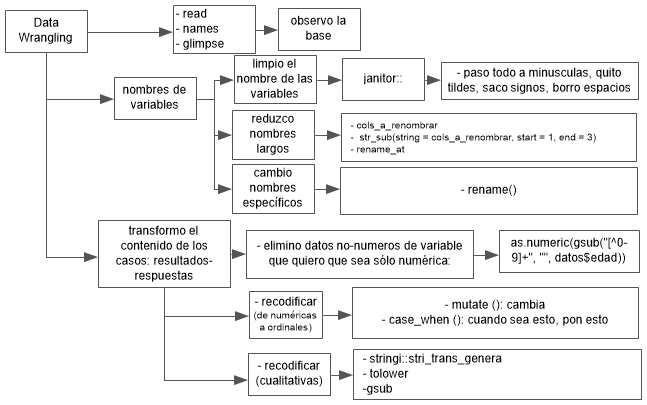 Data
Wrangling
- read
- names
- glimpse
observo la
base
nombres de
variables
limpio el
nombre de las
variables
janitor::
- paso todo a minusculas, quito
tildes, saco signos, borro espacios
reduzco
nombres
largos
- cols_a_renombrar
- str_sub(string = cols_a_renombrar, start = 1, end = 3)
- rename_at
cambio
nombres
específicos
- rename()
transformo el
contenido de los
casos: resultados-
respuestas
- elimino datos no-numeros de variable
que quiero que sea sólo numérica:
as.numeric(gsub("[^0-
9]+", "", datos$edad))
- recodificar
(de numéricas
a ordinales)
- mutate (): cambia
- case_when (): cuando sea esto, pon esto
- recodificar
(cualitativas)
- stringi::stri_trans_genera
- tolower
-gsub